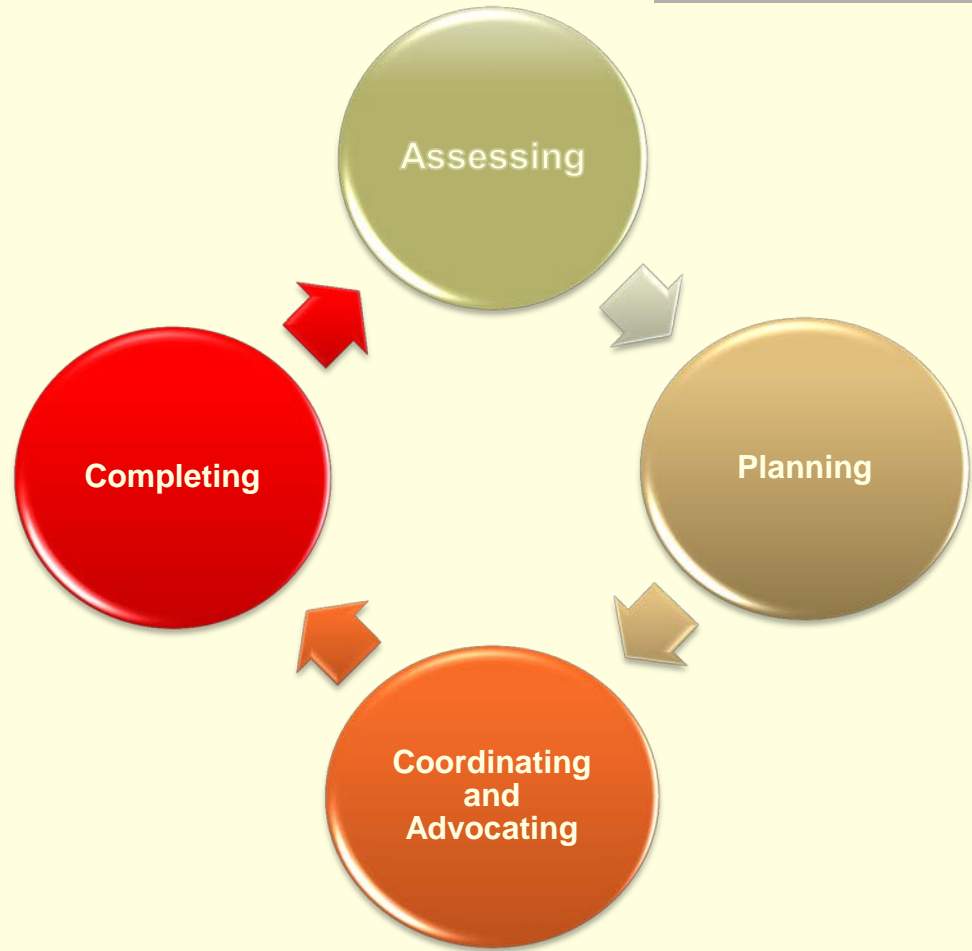 Assessing
Planning
Coordinating
and
Advocating
Completing